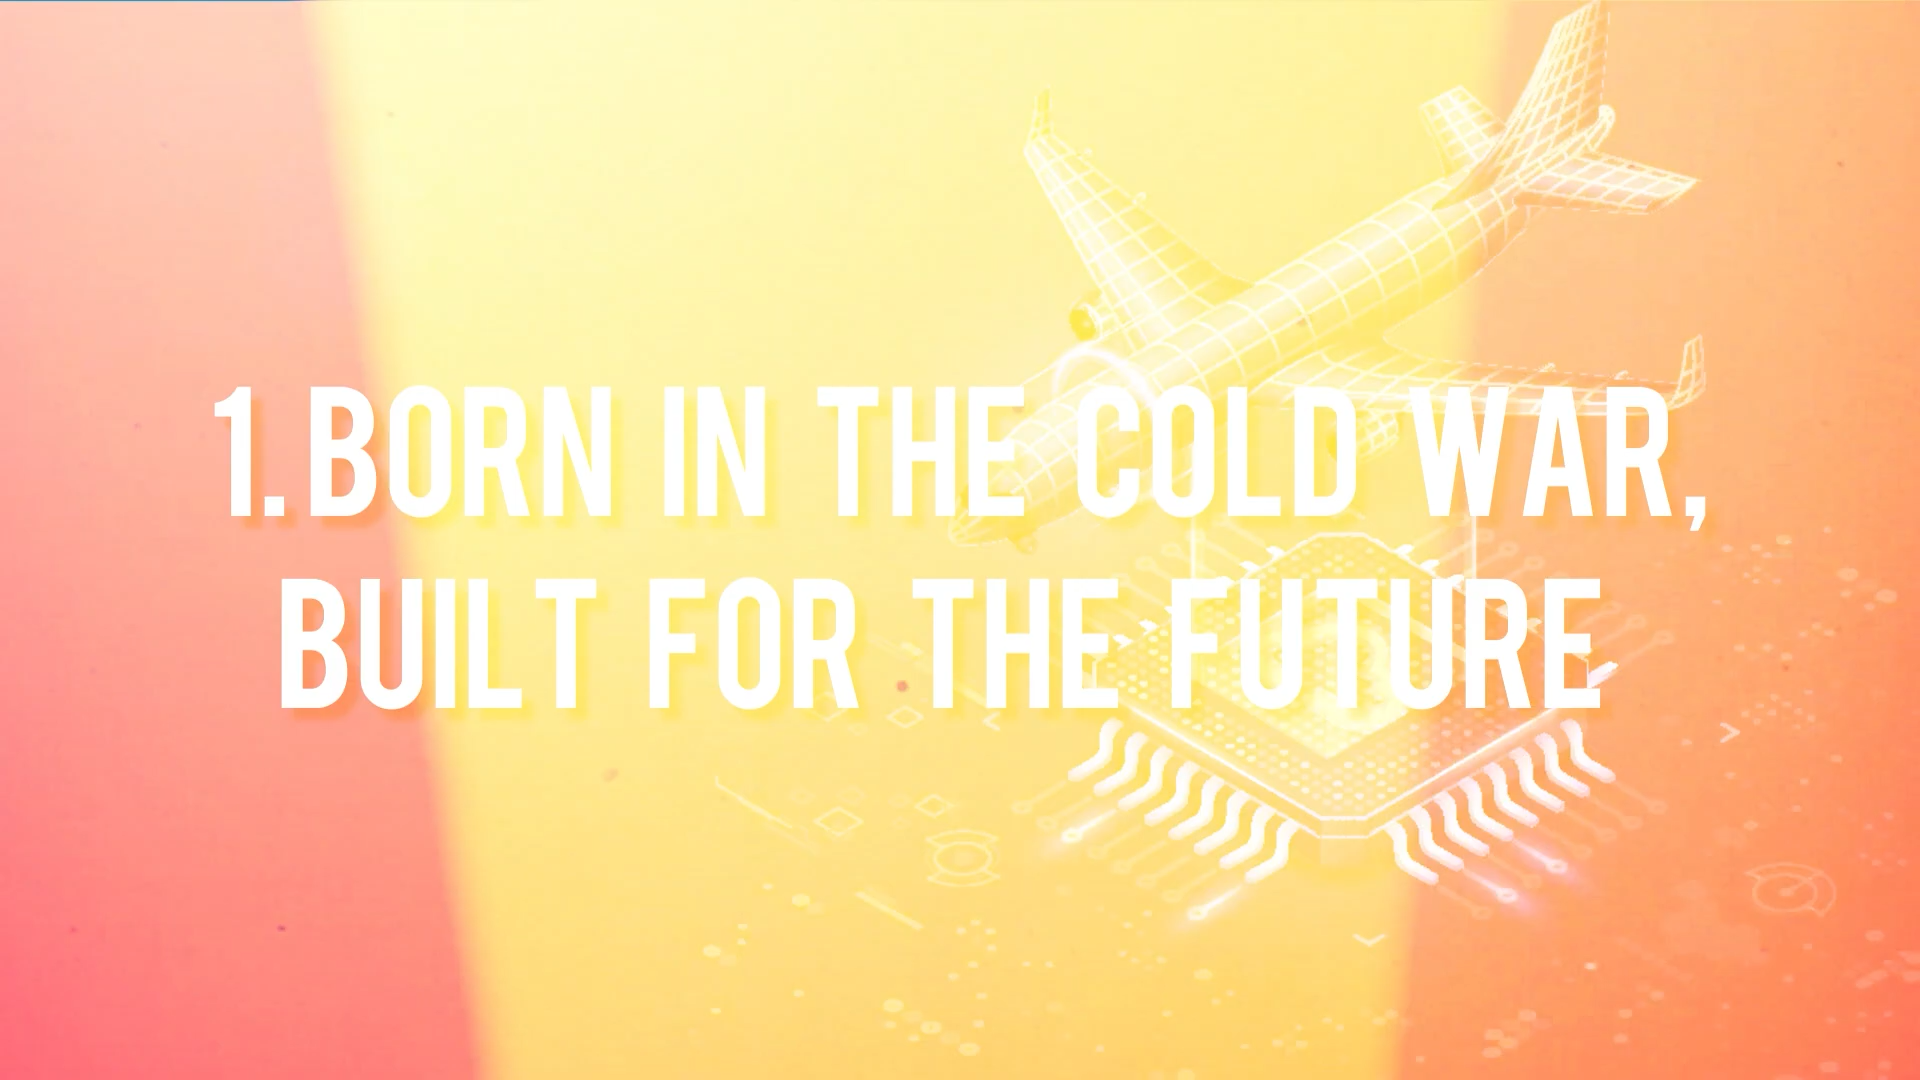 1. BORN IN THE COLD WAR,
BUILT FOR THE FUTURE